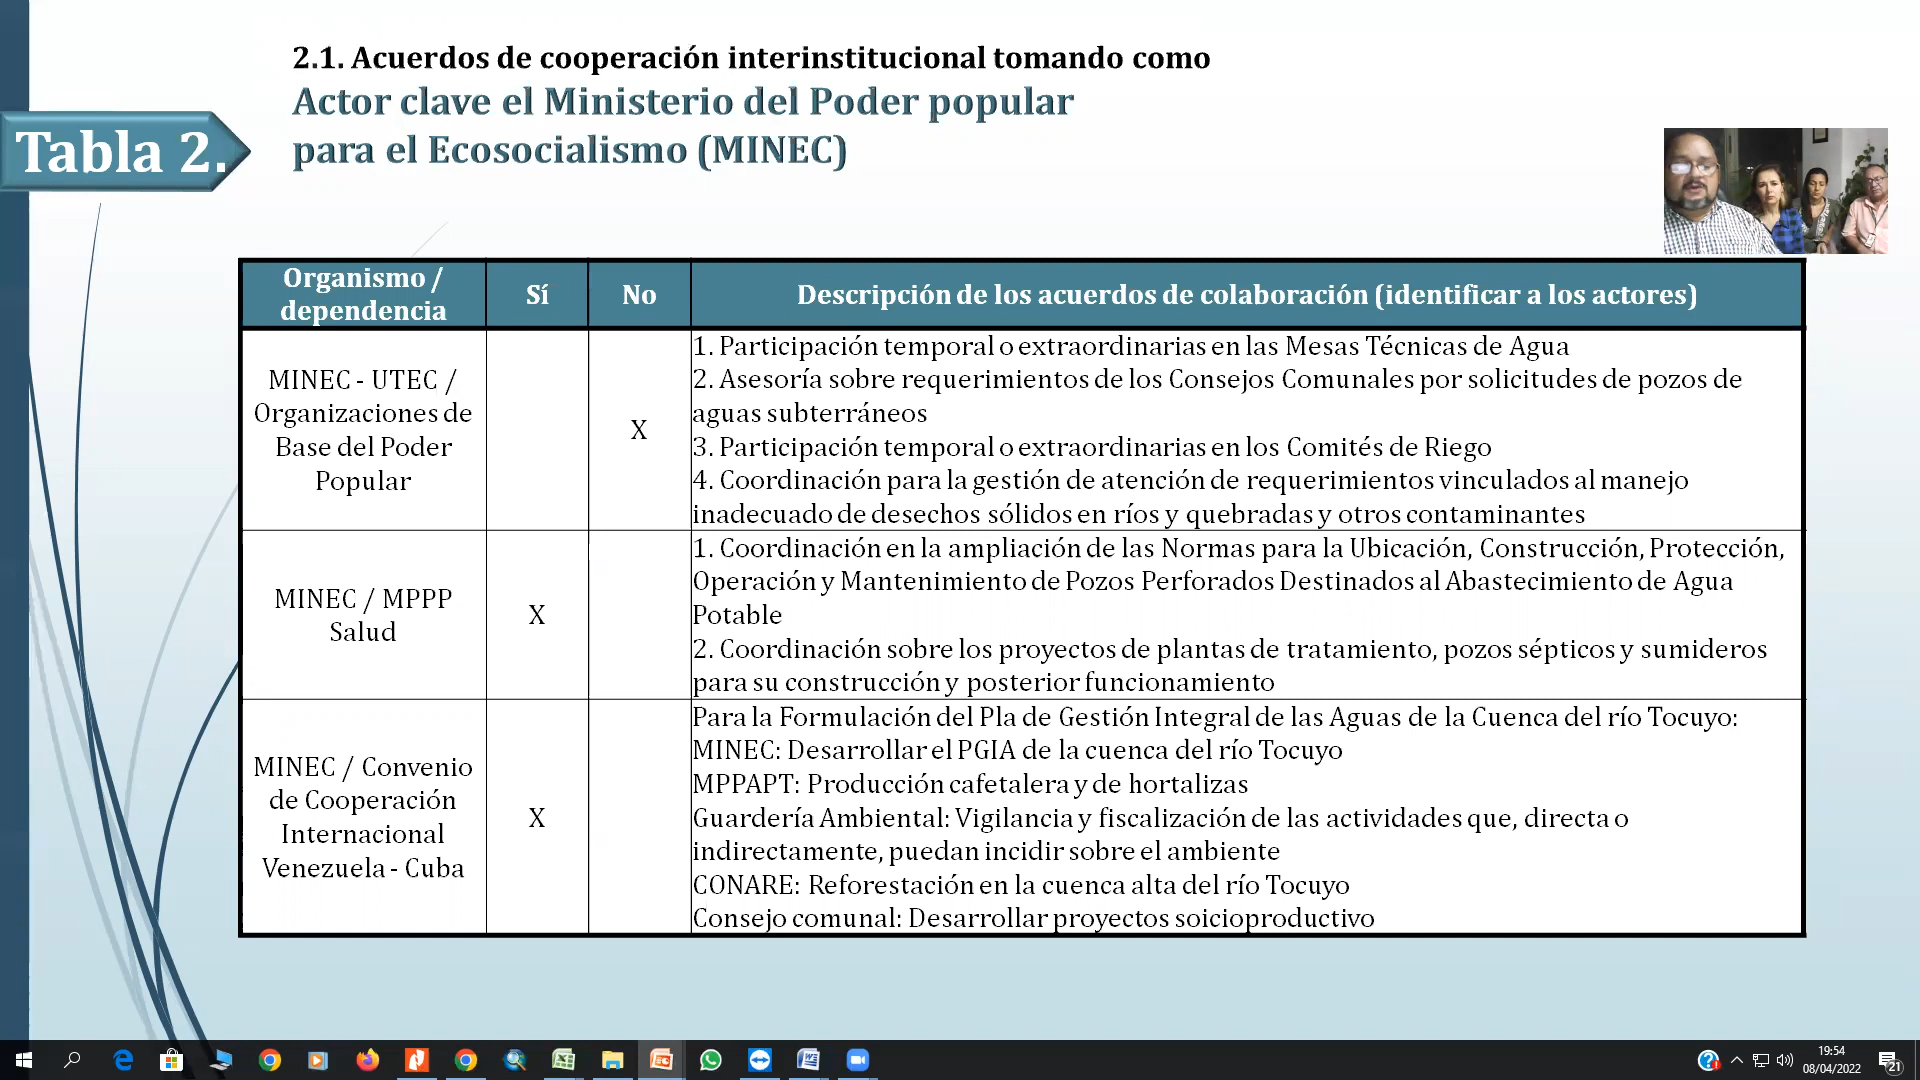 2.1. Acuerdos de cooperación interinstitucional tomando como
Actor clave el Ministerio del Poder popular
para el Ecosocialismo (MINEC)
Tabla 2.
Organismo /
dependencia
Sí
No
Descripción de los acuerdos de colaboración (identificar a los actores)
MINEC - UTEC /
Organizaciones de
Base del Poder
Popular
X
1. Participación temporal o extraordinarias en las Mesas Técnicas de Agua
2. Asesoría sobre requerimientos de los Consejos Comunales por solicitudes de pozos de
aguas subterráneos
3. Participación temporal o extraordinarias en los Comités de Riego
4. Coordinación para la gestión de atención de requerimientos vinculados al manejo
inadecuado de desechos sólidos en ríos y quebradas y otros contaminantes
MINEC / MPPP
Salud
X
1. Coordinación en la ampliación de las Normas para la Ubicación, Construcción, Protección,
Operación y Mantenimiento de Pozos Perforados Destinados al Abastecimiento de Agua
Potable
2. Coordinación sobre los proyectos de plantas de tratamiento, pozos sépticos y sumideros
para su construcción y posterior funcionamiento
MINEC / Convenio
de Cooperación
Internacional
Venezuela - Cuba
X
Para la Formulación del Pla de Gestión Integral de las Aguas de la Cuenca del río Tocuyo:
MINEC: Desarrollar el PGIA de la cuenca del río Tocuyo
MPPAPT: Producción cafetalera y de hortalizas
Guardería Ambiental: Vigilancia y fiscalización de las actividades que, directa o
indirectamente, puedan incidir sobre el ambiente
CONARE: Reforestación en la cuenca alta del río Tocuyo
Consejo comunal: Desarrollar proyectos soicioproductivo
19:54
08/04/2022
21